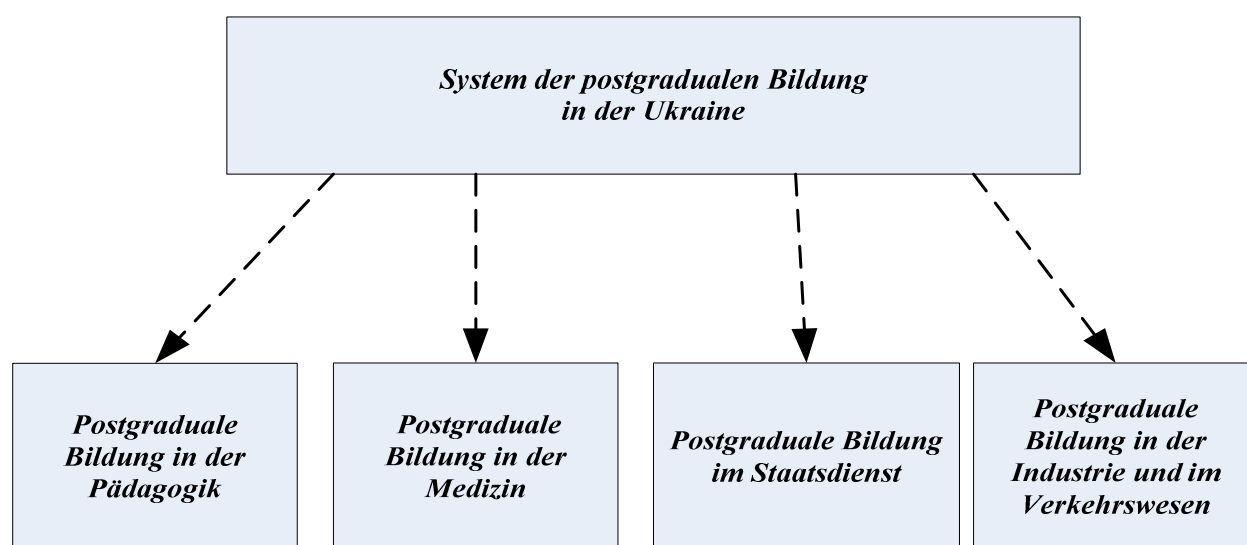 System der postgradualen Bildung
in der Ukraine
Postgraduale
Bildung in der
Pädagogik
Postgraduale
Bildung in der
Medizin
Postgraduale Bildung
im Staatsdienst
Postgraduale
Bildung in der
Industrie und im
Verkehrswesen